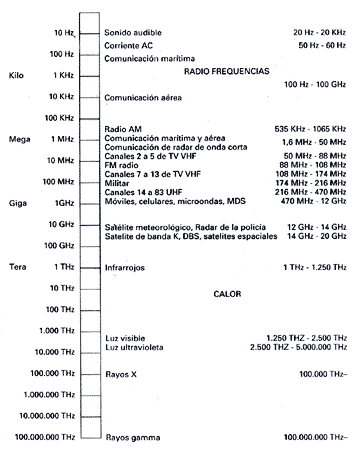 10 Hz Sonido audible 20 Hz - 20 KHz
Corriente AC 50 Hz - 60 Hz
100 Hz Comunicación marítima
Kilo 1 KHz RADIO FREQUENCIAS
100 Hz - 100 GHz
10 KHz Comunicación aérea
100 KHz
Radio AM 535 KHz - 1065 KHz
Mega 1 MHz Comunicación marítima y aérea 1,6 MHz - 50 MHz
Comunicación de radar de onda corta
Canales 2 a 5 de TV VHF 50 MHz - 88 MHz
10 MHz FM radio 88 MHz - 108 MHz
Canales 7 a 13 de TV VHF 108 MHz - 174 MHz
100 MHz Militar 174 MHz - 216 MHz
Canales 14 a 83 UHF 216 MHz - 470 MHz
Giga 1GHz Móviles, celulares, microondas, MDS 470 MHz - 12 GHz
10 GHz Satélite meteorológico, Radar de la policía 12 GHz - 14 GHz
Satelite de banda K, DBS, satelites espaciales 14 GHz - 20 GHz
100 GHz
Tera 1 THz Infrarrojos 1 THz - 1.250 THz
10 THz
CALOR
100 THz
1.000 THz
Luz visible 1.250 THZ - 2.500 THz
10.000 THz Luz ultravioleta 2.500 THZ - 5.000.000 THz
100.000 THz Rayos X 100.000 THz–
1.000.000 THz
10.000.000 THz
100.000.000 THz Rayos gamma 100.000.000 THz–